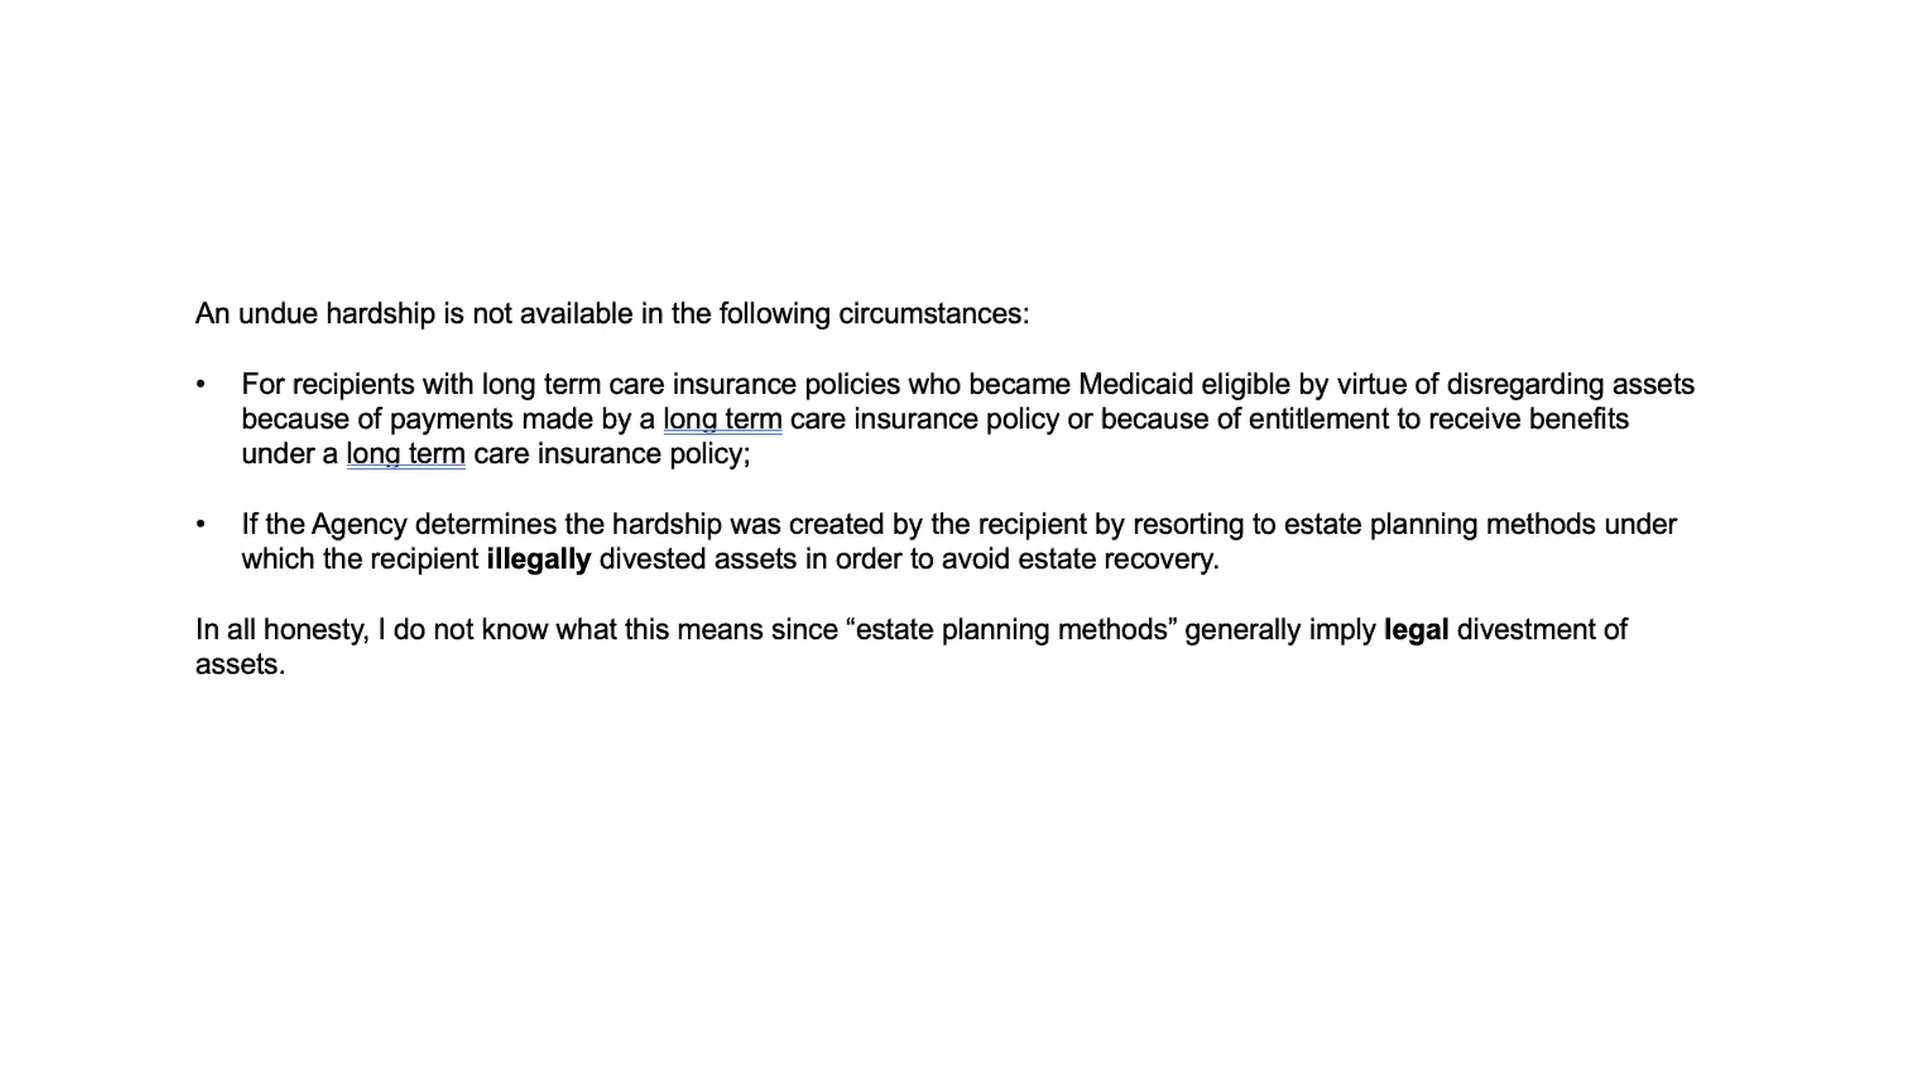 An undue hardship is not available in the following circumstances:
• For recipients with long term care insurance policies who became Medicaid eligible by virtue of disregarding assets
because of payments made by a long term care insurance policy or because of entitlement to receive benefits
under a long term care insurance policy;
• If the Agency determines the hardship was created by the recipient by resorting to estate planning methods under
which the recipient illegally divested assets in order to avoid estate recovery.
In all honesty, I do not know what this means since “estate planning methods” generally imply legal divestment of
assets.